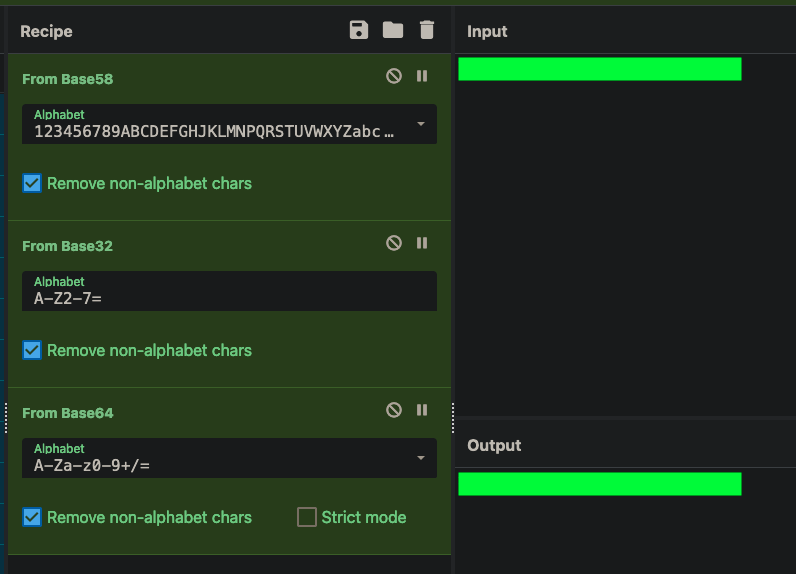 Recipe
From Base58
Alphabet
123456789ABCDEFGHJKLMNPQRSTUVWXYZabc…
Remove non-alphabet chars
From Base32
Alphabet
A-Z2-7=
Remove non-alphabet chars
From Base64
Alphabet
A-Za-z0-9+/=
Remove non-alphabet chars
Strict mode
Input
Output